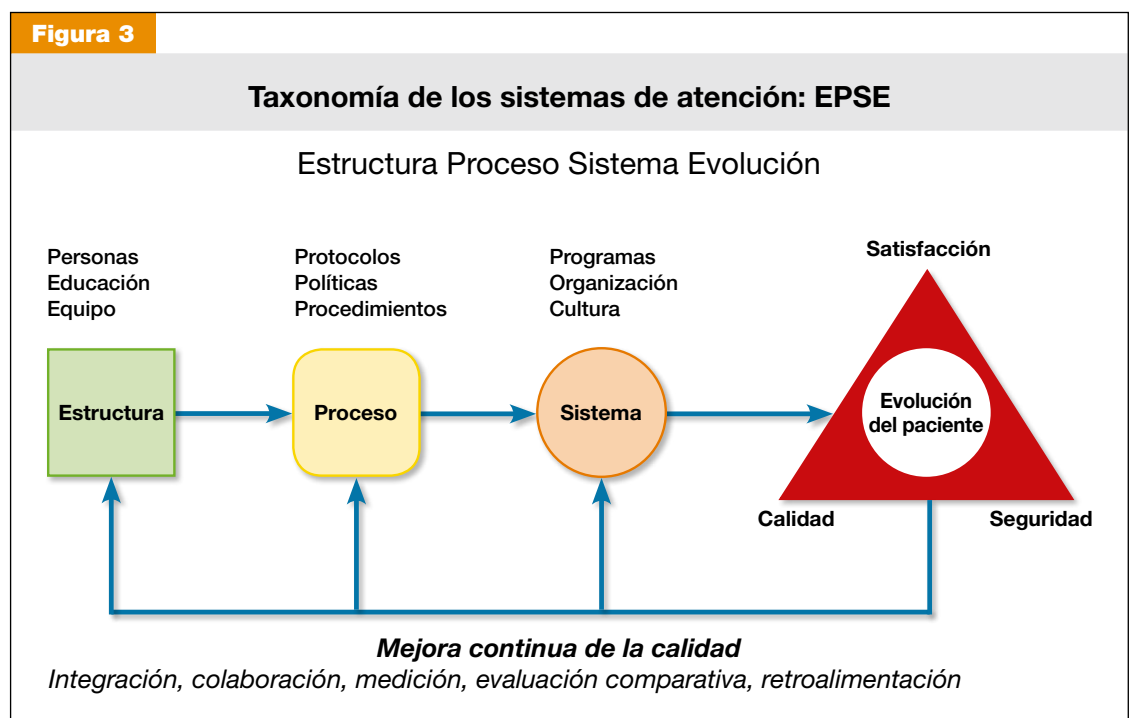 Figura 3
Taxonomía de los sistemas de atención: EPSE
Estructura Proceso Sistema Evolución
Personas
Educación
Equipo
Protocolos
Políticas
Procedimientos
Programas
Organización
Cultura
Satisfacción
Estructura
Proceso
Sistema
Evolución
del paciente
Calidad
Seguridad
Mejora continua de la calidad
Integración, colaboración, medición, evaluación comparativa, retroalimentación